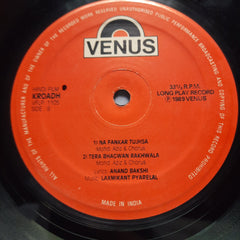 ALL RIGHTS OF THE MANUFACTURER AND OF THE OWNER OF THE RECORDED WORK RESERVED UNAUTHORISED PUBLIC PERFORMANCE BROADCASTING AND COPYING OF THIS RECORD PROHIBITED
VENUS
HINDI FILM
KROADH
VFLP 1105
SIDE : B
33⅓ R.P.M.
LONG PLAY RECORD
℗ 1989 VENUS
1) NA FANKAR TUJHSA
Mohd. Aziz & Chorus
2) TERA BHAGWAN RAKHWALA
Mohd. Aziz & Chorus
Lyrics: ANAND BAKSHI
Music: LAXMIKANT PYARELAL
MADE IN INDIA